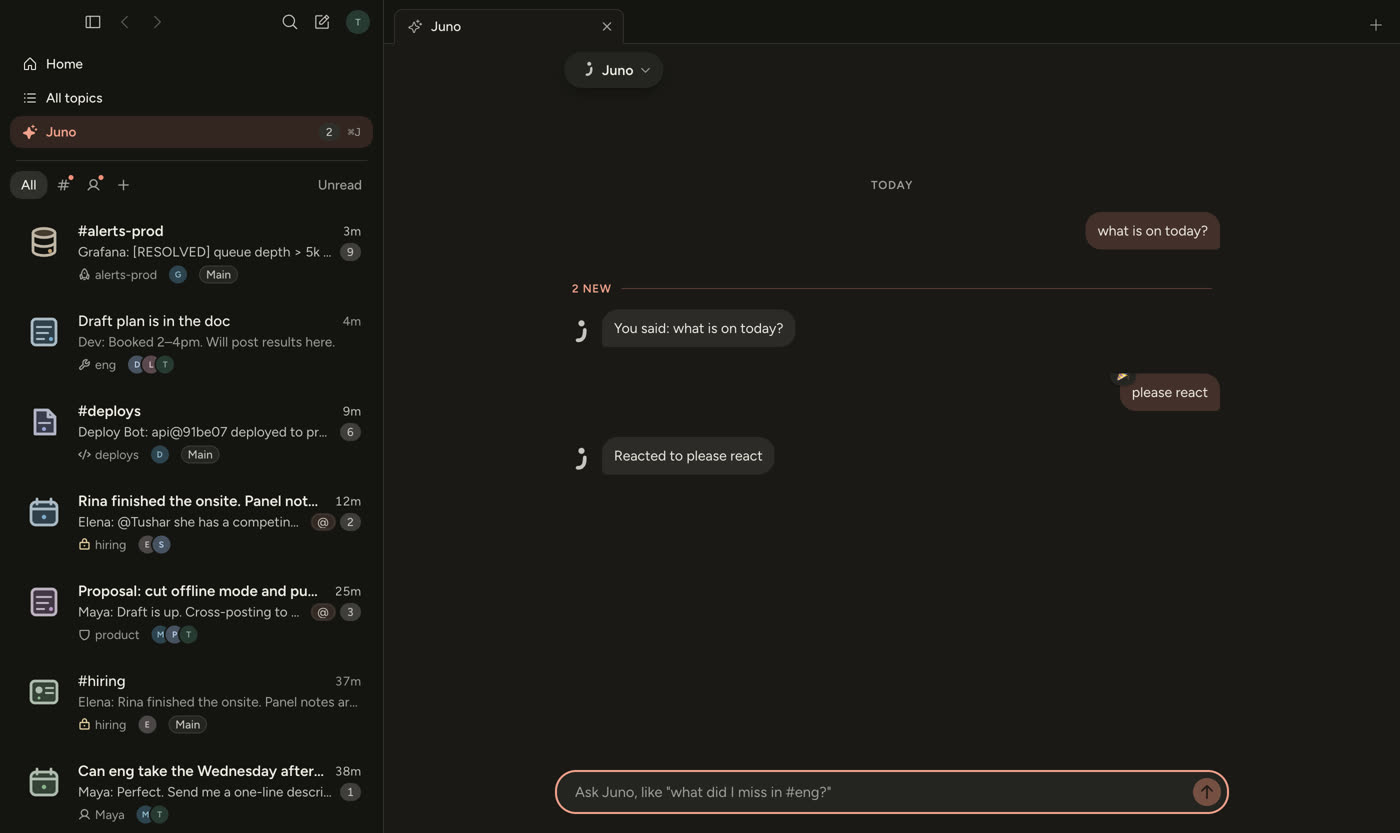 T
Juno
Home
All topics
Juno 2 ⌘J
All Unread
#alerts-prod 3m
Grafana: [RESOLVED] queue depth > 5k ... 9
alerts-prod G Main
Draft plan is in the doc 4m
Dev: Booked 2–4pm. Will post results here.
eng D L T
#deploys 9m
Deploy Bot: api@91be07 deployed to pr... 6
deploys D Main
Rina finished the onsite. Panel not... 12m
Elena: @Tushar she has a competin... @ 2
hiring E S
Proposal: cut offline mode and pu... 25m
Maya: Draft is up. Cross-posting to ... @ 3
product M P T
#hiring 37m
Elena: Rina finished the onsite. Panel notes ar...
hiring E Main
Can eng take the Wednesday after... 38m
Maya: Perfect. Send me a one-line descri... 1
Maya M T
Juno
TODAY
what is on today?
2 NEW
You said: what is on today?
please react
Reacted to please react
Ask Juno, like "what did I miss in #eng?"